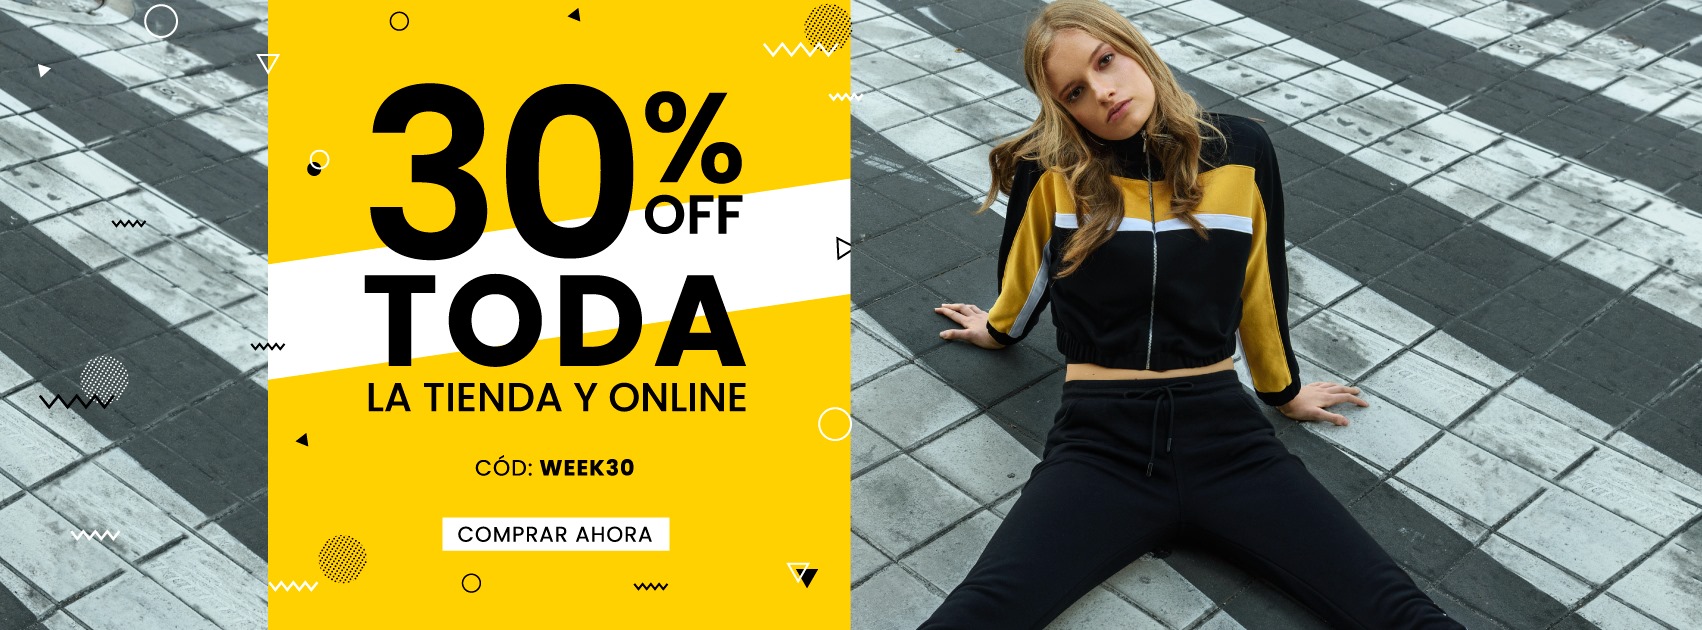 30%
OFF
TODA
LA TIENDA Y ONLINE
CÓD: WEEK30
COMPRAR AHORA